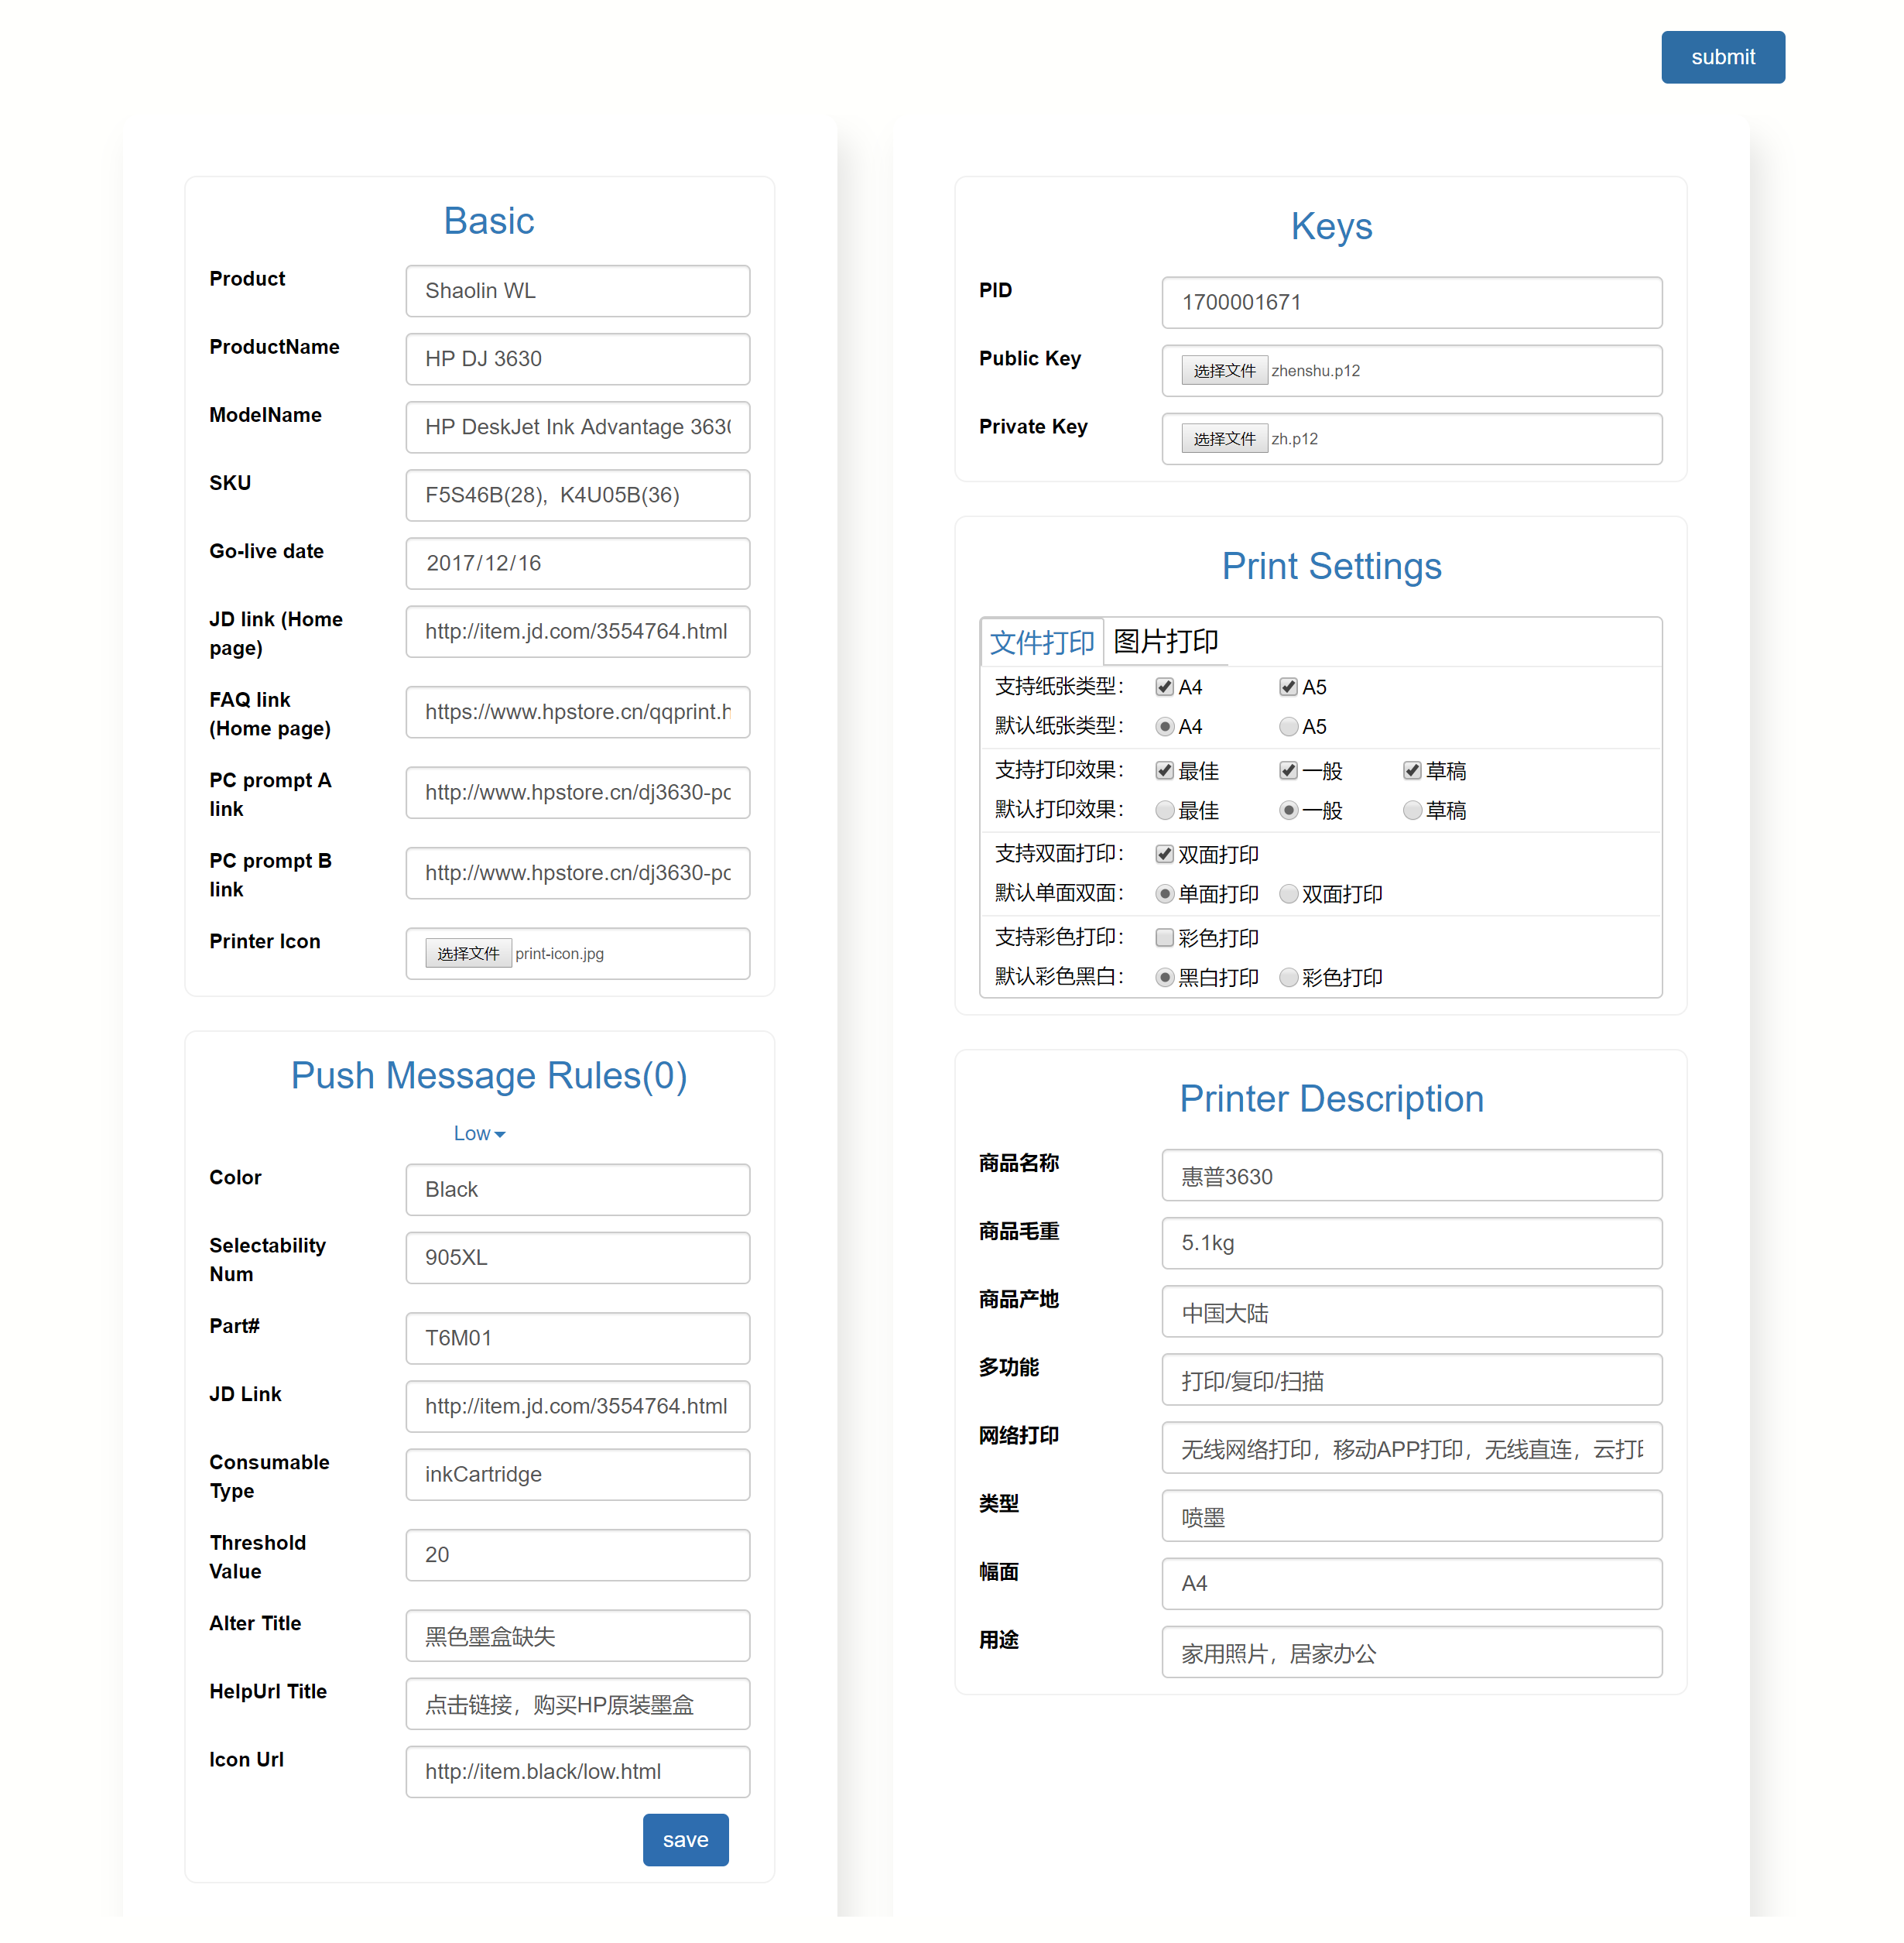 submit
Basic
Product
Shaolin WL
ProductName
HP DJ 3630
ModelName
HP DeskJet Ink Advantage 363
SKU
F5S46B(28), K4U05B(36)
Go-live date
2017/12/16
JD link (Home
page)
http://item.jd.com/3554764.html
FAQ link
(Home page)
https://www.hpstore.cn/qqprint.h
PC prompt A
link
http://www.hpstore.cn/dj3630-pc
PC prompt B
link
http://www.hpstore.cn/dj3630-pc
Printer Icon
选择文件 print-icon.jpg
Push Message Rules(0)
Low
Color
Black
Selectability
Num
905XL
Part#
T6M01
JD Link
http://item.jd.com/3554764.html
Consumable
Type
inkCartridge
Threshold
Value
20
Alter Title
黑色墨盒缺失
HelpUrl Title
点击链接，购买HP原装墨盒
Icon Url
http://item.black/low.html
save
Keys
PID
1700001671
Public Key
选择文件 zhenshu.p12
Private Key
选择文件 zh.p12
Print Settings
文件打印 图片打印
支持纸张类型： A4 A5
默认纸张类型： A4 A5
支持打印效果： 最佳 一般 草稿
默认打印效果： 最佳 一般 草稿
支持双面打印： 双面打印
默认单面双面： 单面打印 双面打印
支持彩色打印： 彩色打印
默认彩色黑白： 黑白打印 彩色打印
Printer Description
商品名称
惠普3630
商品毛重
5.1kg
商品产地
中国大陆
多功能
打印/复印/扫描
网络打印
无线网络打印，移动APP打印，无线直连，云打
类型
喷墨
幅面
A4
用途
家用照片，居家办公